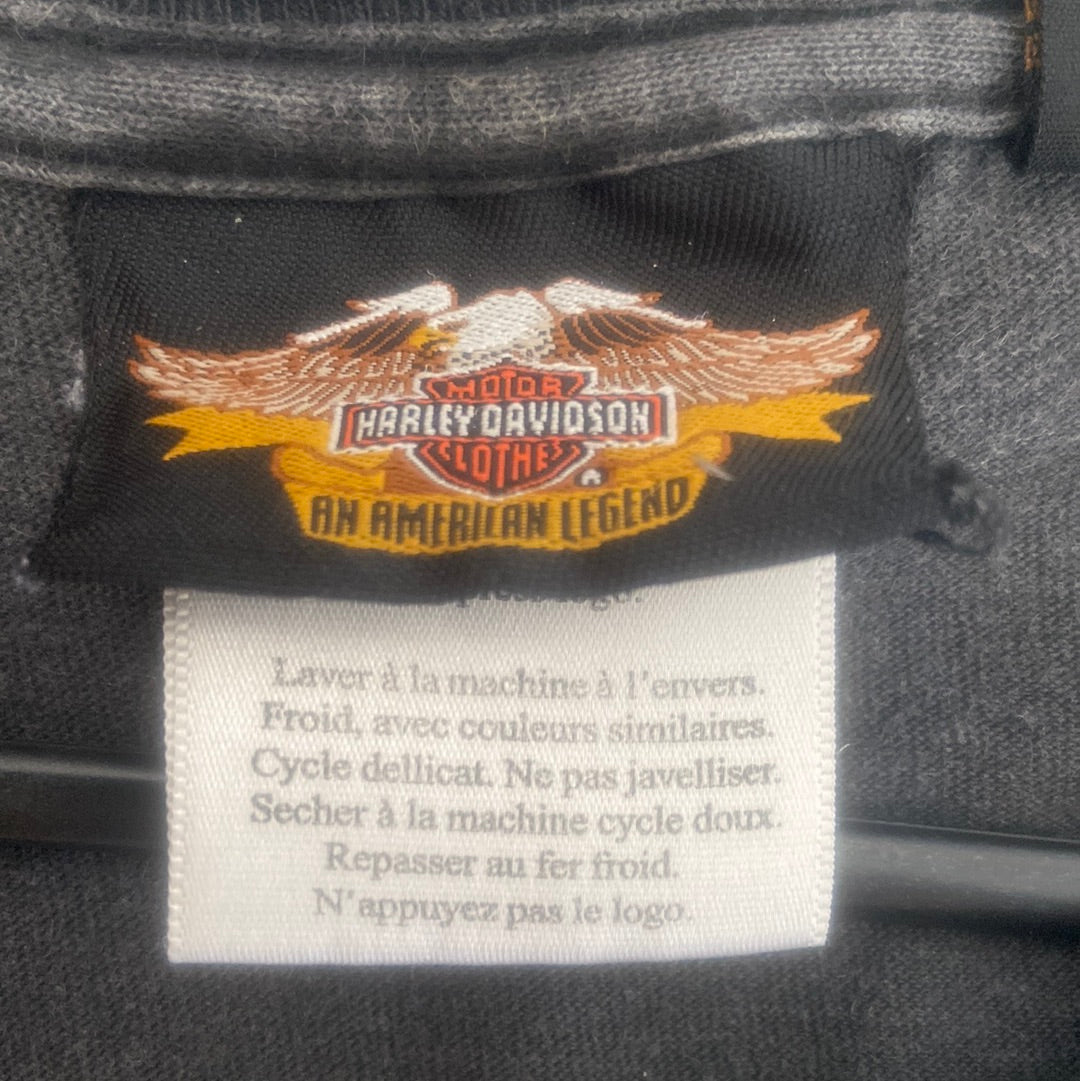 MOTOR
HARLEY-DAVIDSON
CLOTHES
®
AN AMERICAN LEGEND
logo.
Laver à la machine à l'envers.
Froid, avec couleurs similaires.
Cycle dellicat. Ne pas javelliser.
Secher à la machine cycle doux.
Repasser au fer froid.
N'appuyez pas le logo.